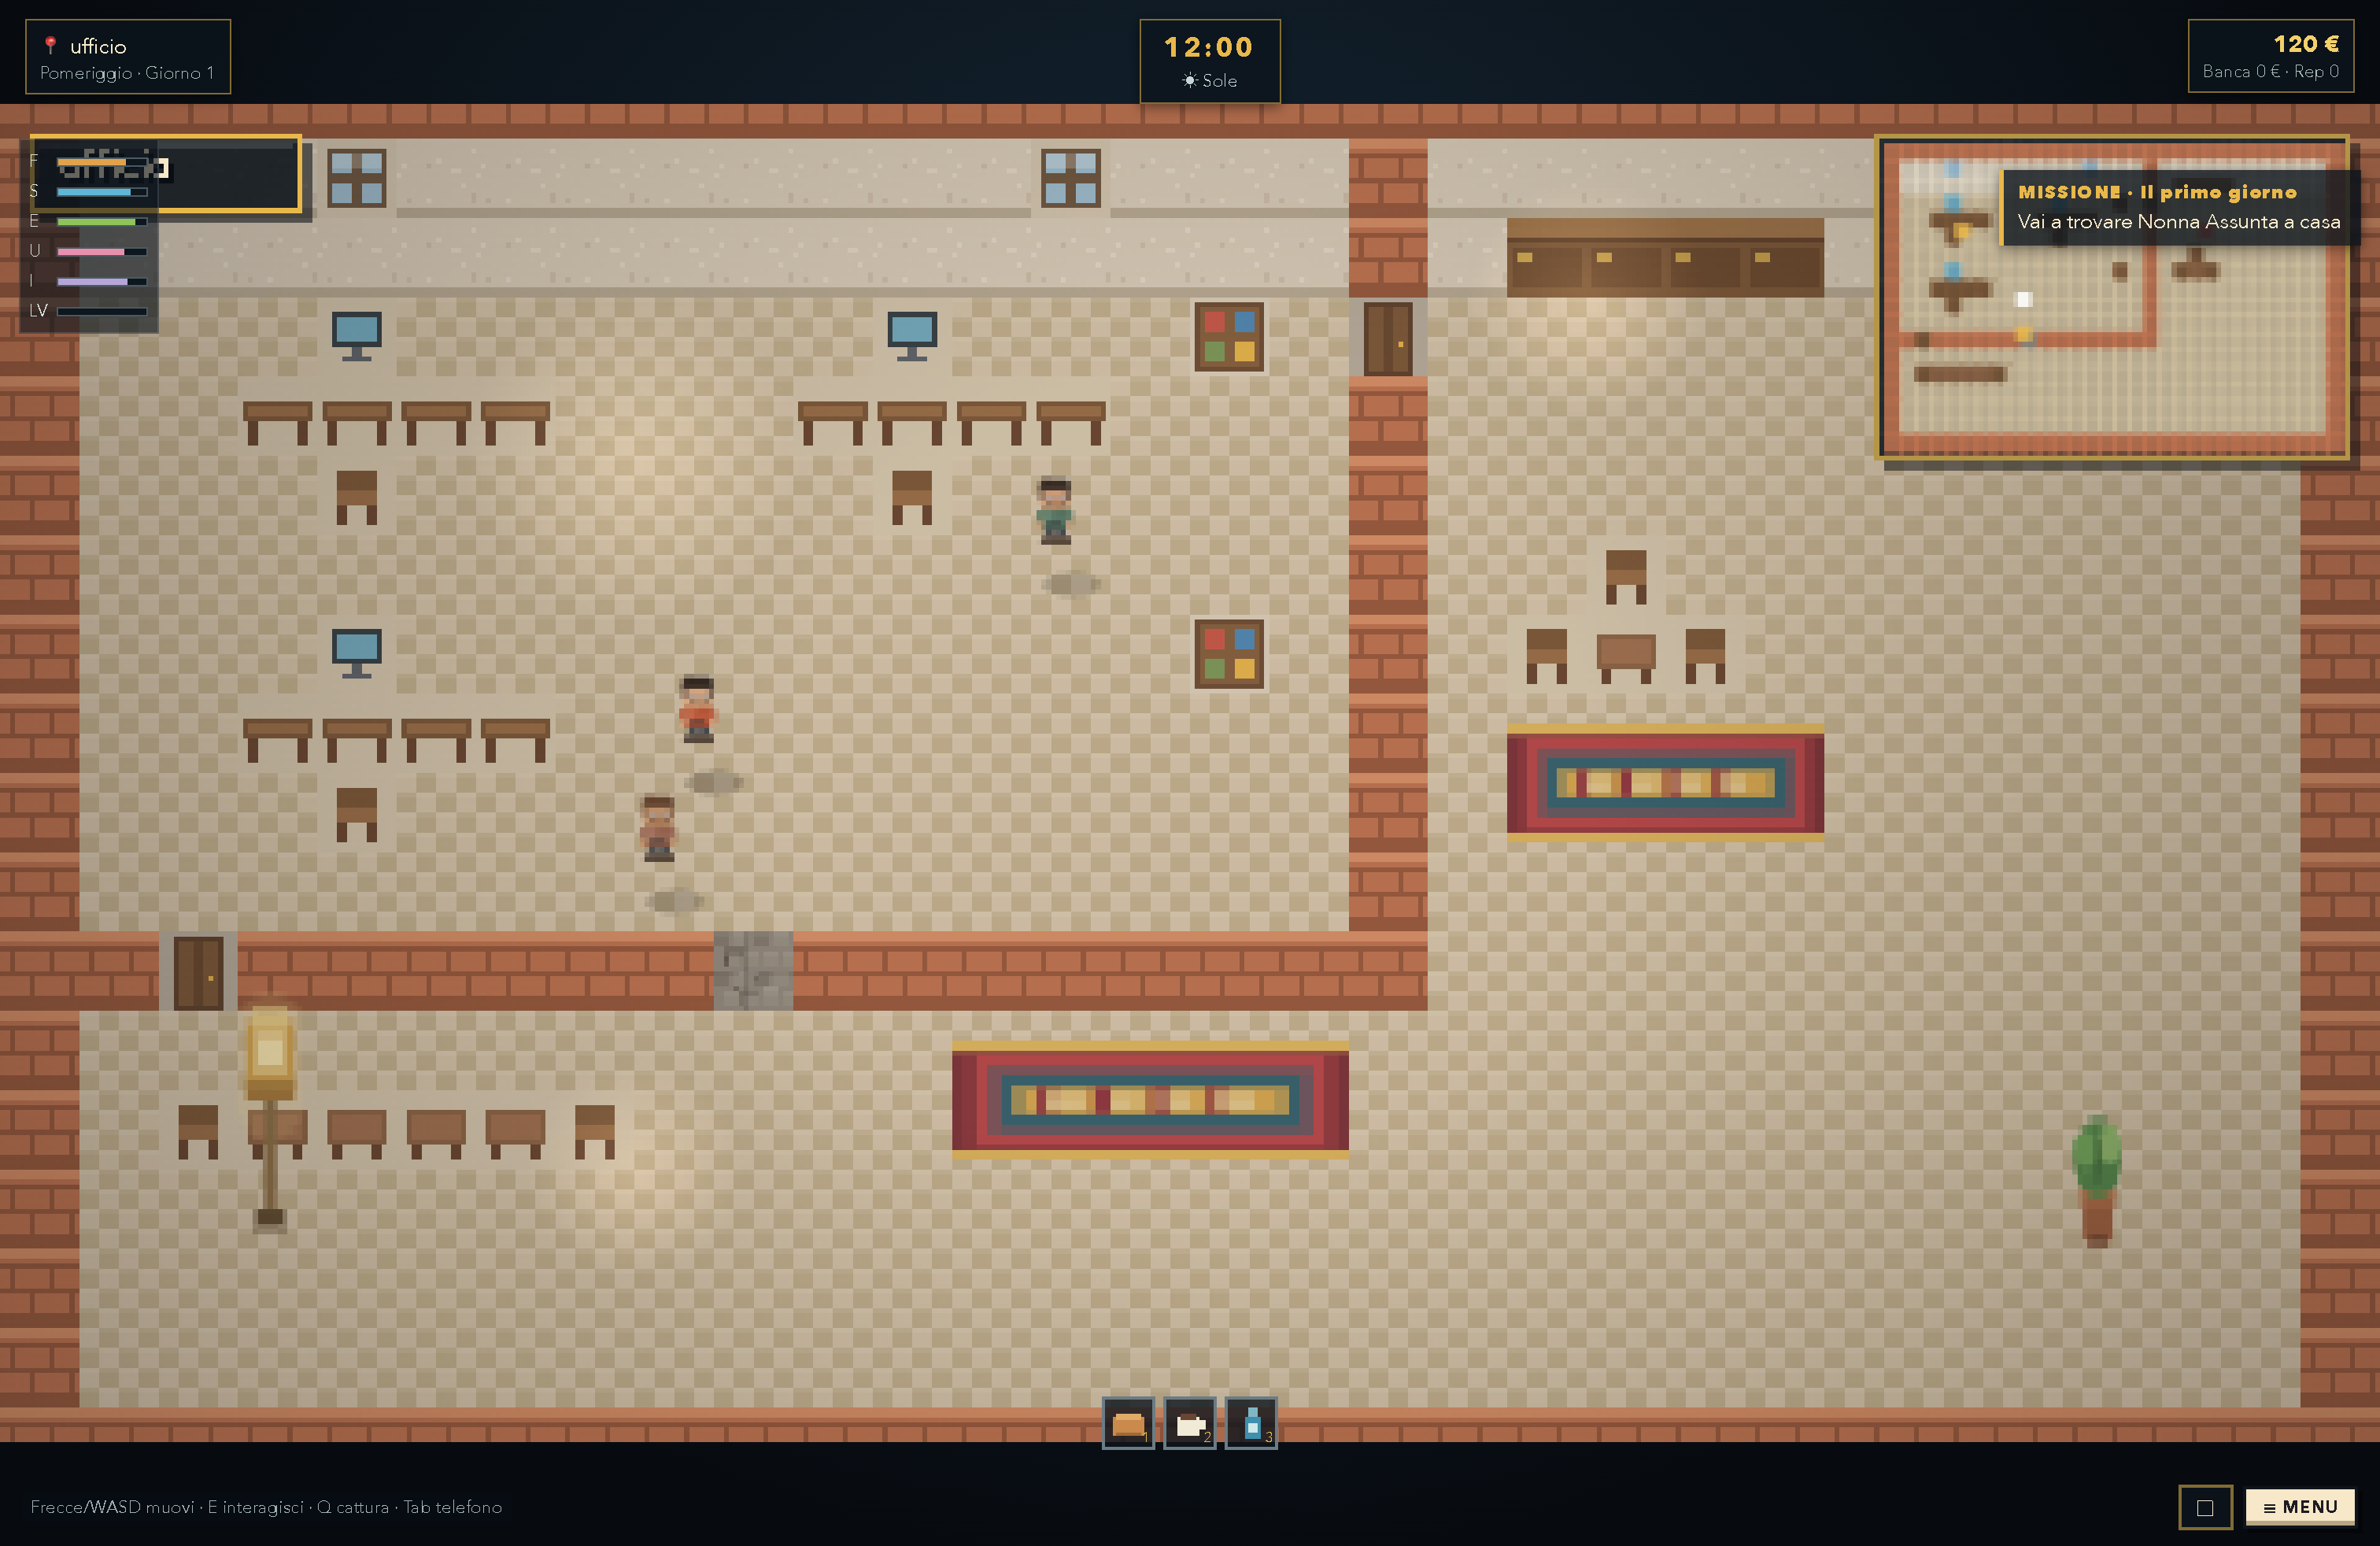 📍 ufficio
Pomeriggio · Giorno 1
12:00
☀ Sole
120 €
Banca 0 € · Rep 0
F
S
E
U
I
LV
MISSIONE · Il primo giorno
Vai a trovare Nonna Assunta a casa
1
2
3
Frecce/WASD muovi · E interagisci · Q cattura · Tab telefono
≡ MENU